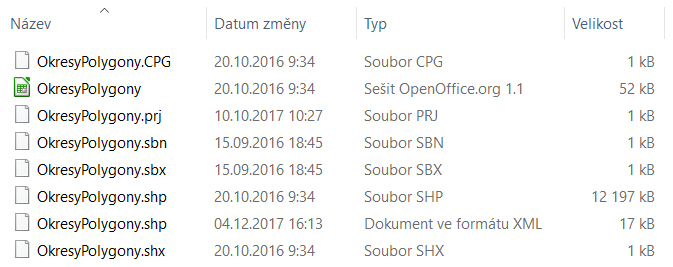 Název Datum změny Typ Velikost
OkresyPolygony.CPG 20.10.2016 9:34 Soubor CPG 1 kB
OkresyPolygony 20.10.2016 9:34 Sešit OpenOffice.org 1.1 52 kB
OkresyPolygony.prj 10.10.2017 10:27 Soubor PRJ 1 kB
OkresyPolygony.sbn 15.09.2016 18:45 Soubor SBN 1 kB
OkresyPolygony.sbx 15.09.2016 18:45 Soubor SBX 1 kB
OkresyPolygony.shp 20.10.2016 9:34 Soubor SHP 12 197 kB
OkresyPolygony.shp 04.12.2017 16:13 Dokument ve formátu XML 17 kB
OkresyPolygony.shx 20.10.2016 9:34 Soubor SHX 1 kB